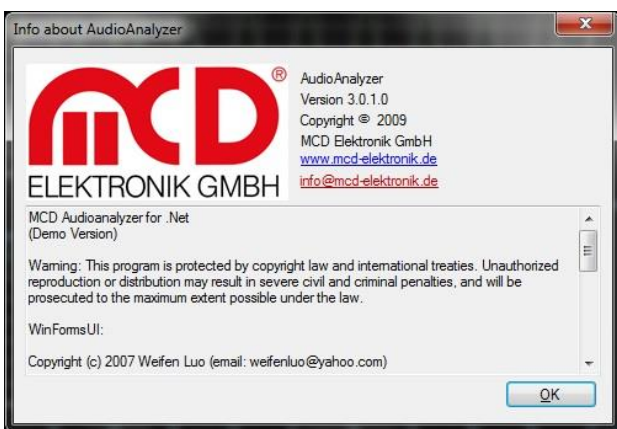 Info about AudioAnalyzer
MCD®
ELEKTRONIK GMBH
AudioAnalyzer
Version 3.0.1.0
Copyright © 2009
MCD Elektronik GmbH
www.mcd-elektronik.de
info@mcd-elektronik.de
MCD Audioanalyzer for .Net
(Demo Version)
Warning: This program is protected by copyright law and international treaties. Unauthorized
reproduction or distribution may result in severe civil and criminal penalties, and will be
prosecuted to the maximum extent possible under the law.
WinFormsUI:
Copyright (c) 2007 Weifen Luo (email: weifenluo@yahoo.com)
OK